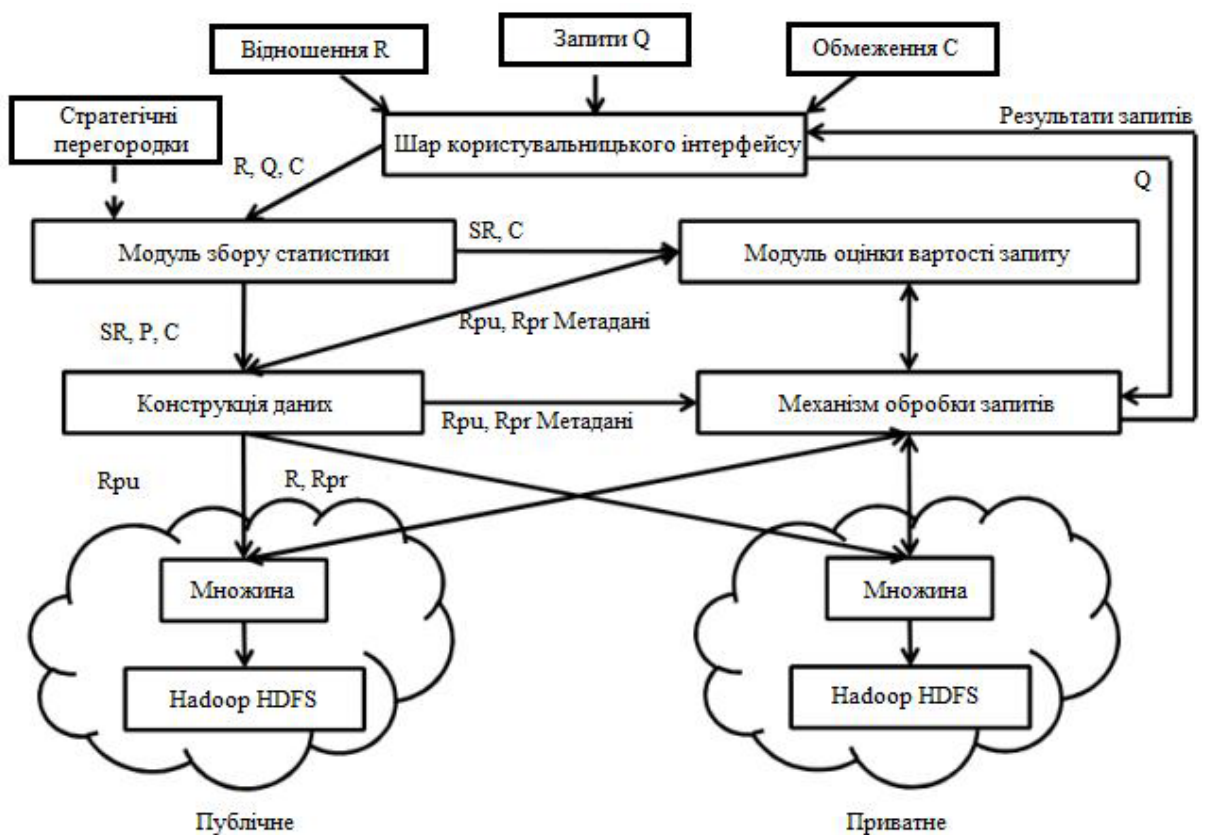 Відношення R
Запити Q
Обмеження C
Стратегічні
перегородки
Результати запитів
Шар користувальницького інтерфейсу
R, Q, C
Q
SR, C
Модуль збору статистики
Модуль оцінки вартості запиту
SR, P, C
Rpu, Rpr Метадані
Конструкція даних
Механізм обробки запитів
Rpu, Rpr Метадані
Rpu
R, Rpr
Множина
Множина
Hadoop HDFS
Hadoop HDFS
Публічне
Приватне